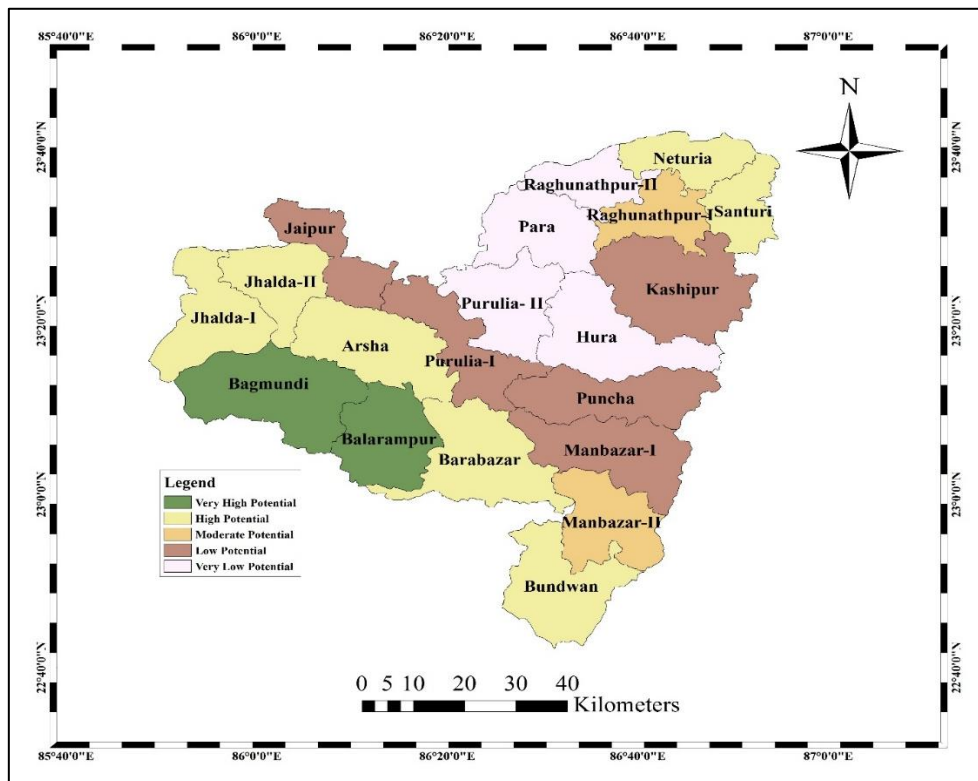 85°40'0"E 86°0'0"E 86°20'0"E 86°40'0"E 87°0'0"E
N
23°40'0"N
23°40'0"N
Neturia
Raghunathpur-II
Raghunathpur-I
Santuri
Para
Jaipur
Jhalda-II
Purulia- II
Kashipur
23°20'0"N
23°20'0"N
Jhalda-I
Arsha
Hura
Purulia-I
Bagmundi
Puncha
Balarampur
Barabazar
Manbazar-I
23°0'0"N
23°0'0"N
Legend
Very High Potential
High Potential
Moderate Potential
Low Potential
Very Low Potential
Manbazar-II
Bundwan
22°40'0"N
22°40'0"N
0 5 10 20 30 40
Kilometers
85°40'0"E 86°0'0"E 86°20'0"E 86°40'0"E 87°0'0"E